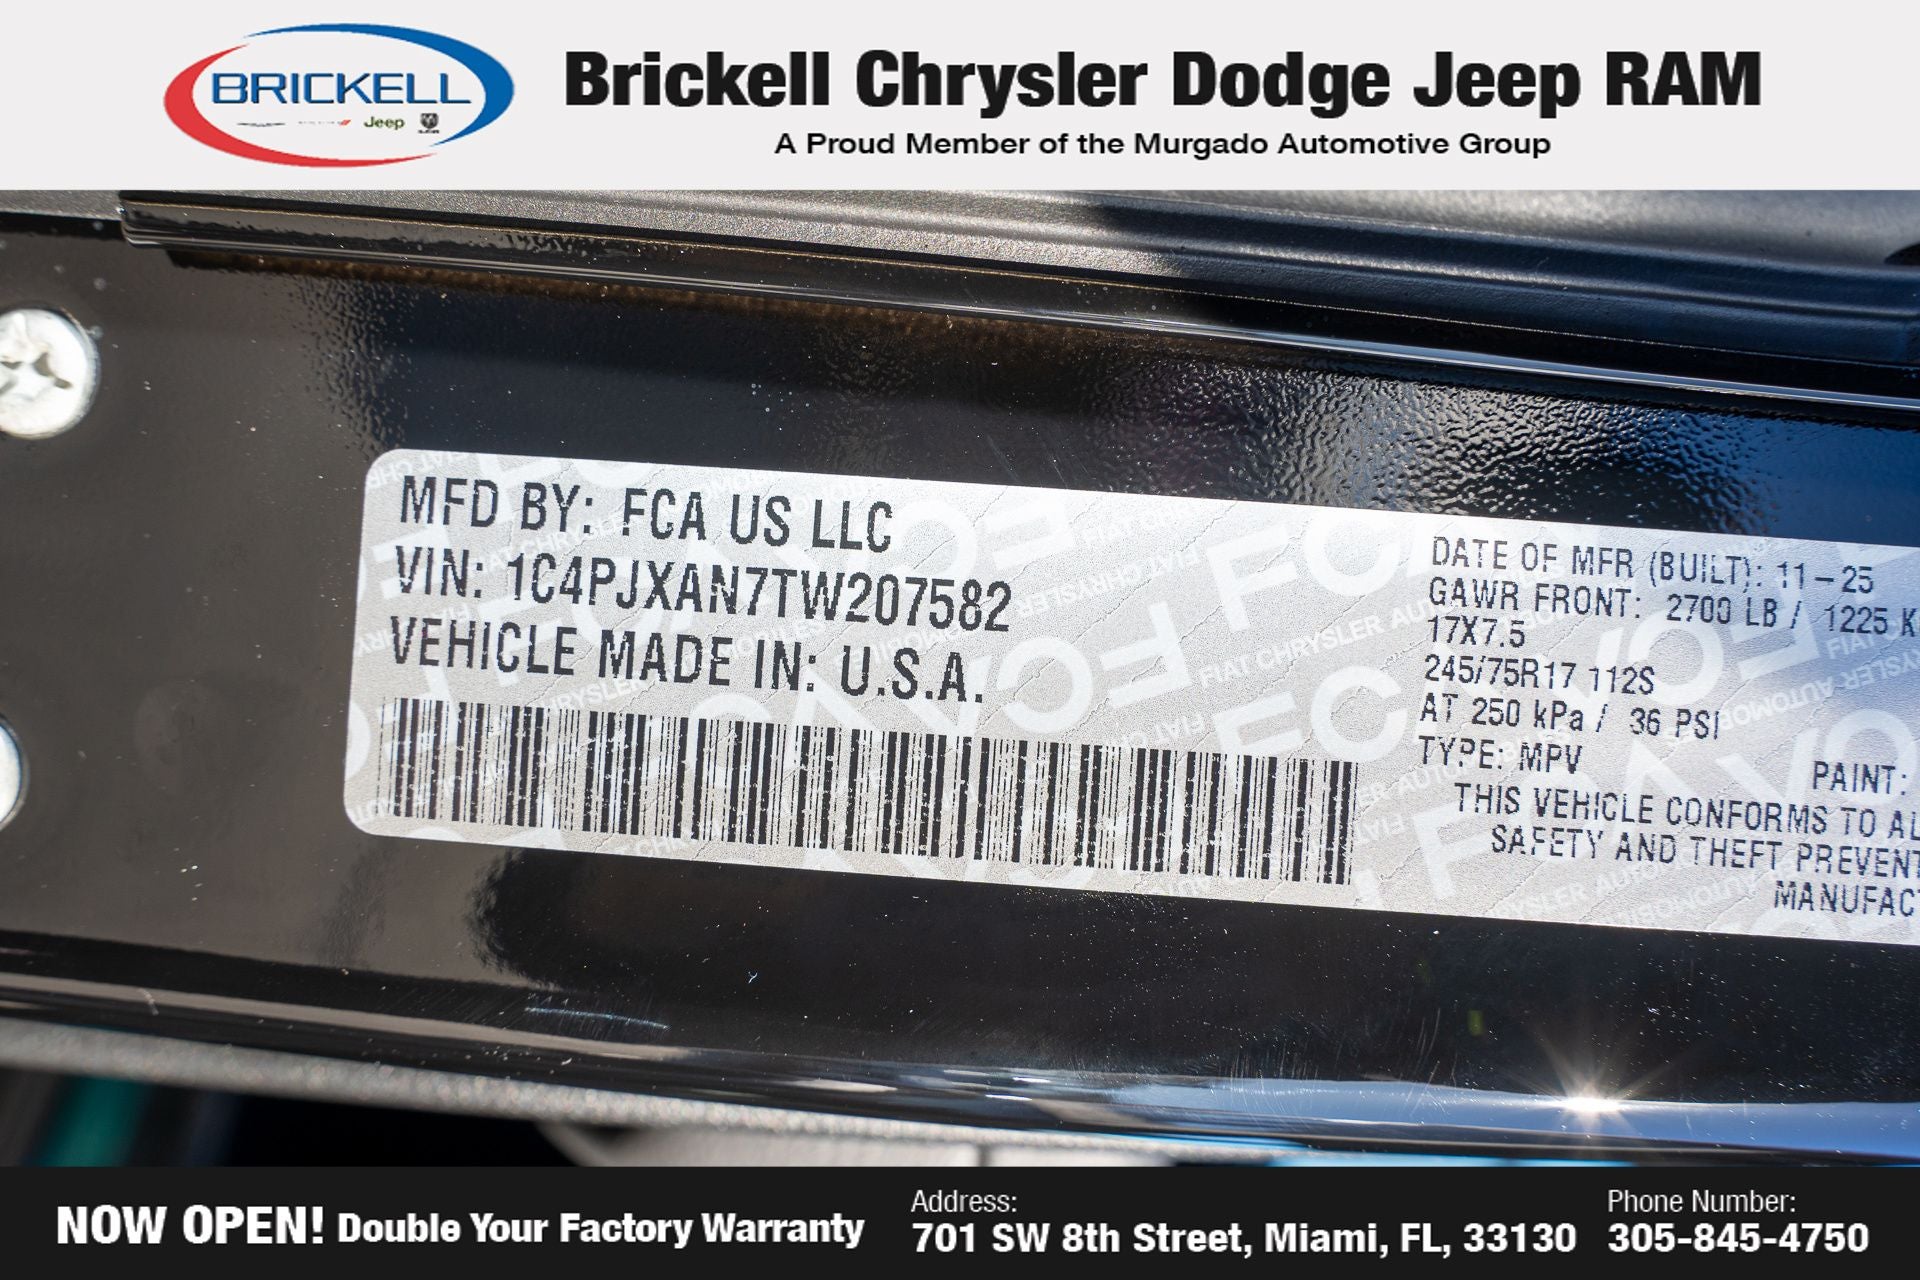 BRICKELL
Jeep
Brickell Chrysler Dodge Jeep RAM
A Proud Member of the Murgado Automotive Group
MFD BY: FCA US LLC
VIN: 1C4PJXAN7TW207582
VEHICLE MADE IN: U.S.A.
DATE OF MFR (BUILT): 11-25
GAWR FRONT: 2700 LB / 1225 K
17X7.5
245/75R17 112S
AT 250 kPa / 36 PSI
TYPE: MPV
PAINT:
THIS VEHICLE CONFORMS TO AL
SAFETY AND THEFT PREVENT
MANUFAC
NOW OPEN! Double Your Factory Warranty
Address:
701 SW 8th Street, Miami, FL, 33130
Phone Number:
305-845-4750